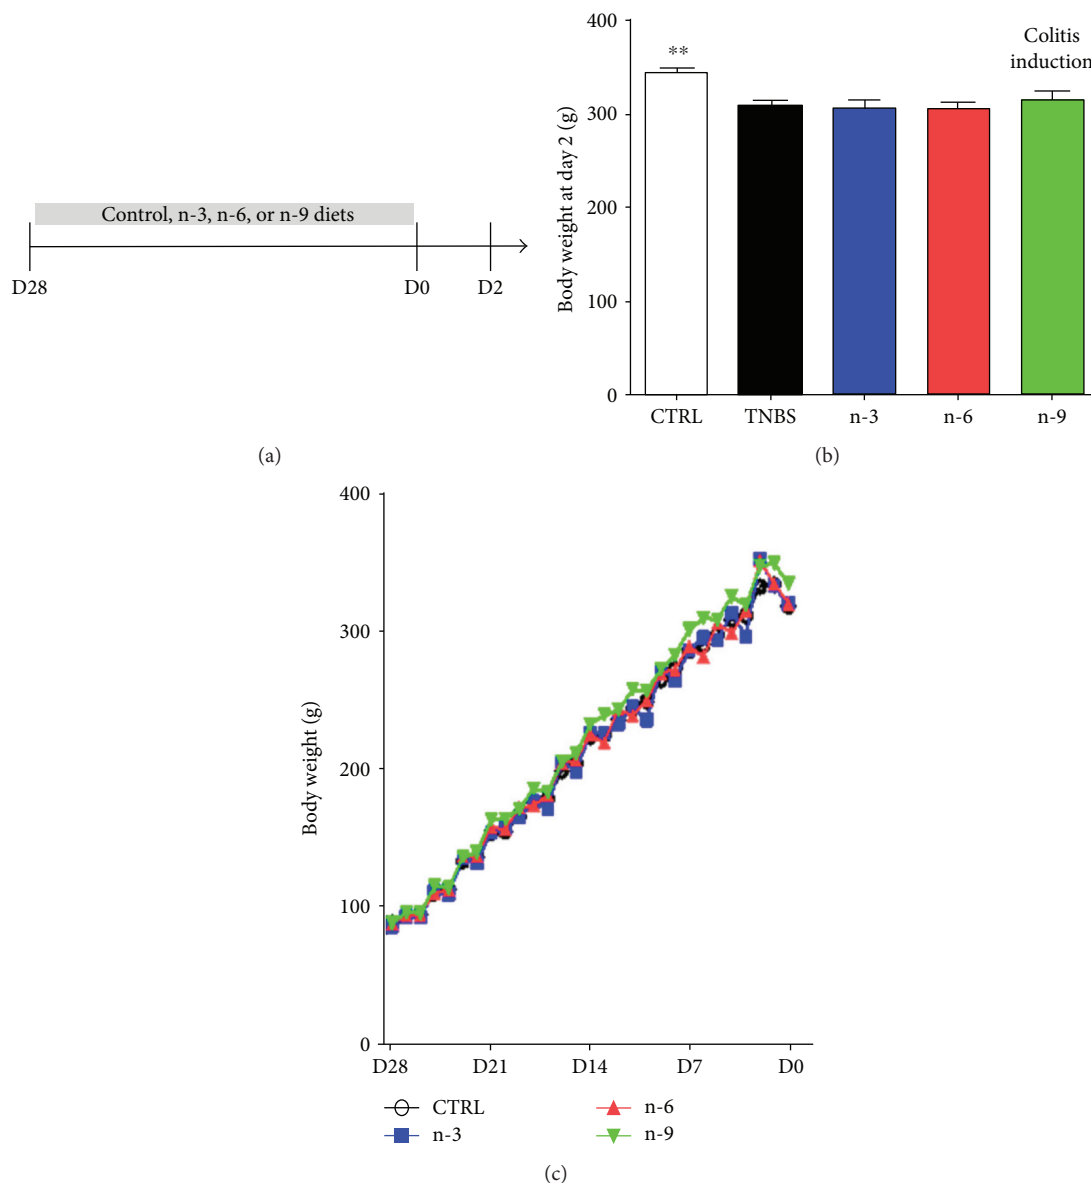 Control, n-3, n-6, or n-9 diets
D28
D0
D2
(a)
Body weight at day 2 (g)
400
300
200
100
0
**
Colitis
induction
CTRL
TNBS
n-3
n-6
n-9
(b)
Body weight (g)
400
300
200
100
0
D28
D21
D14
D7
D0
CTRL
n-3
n-6
n-9
(c)